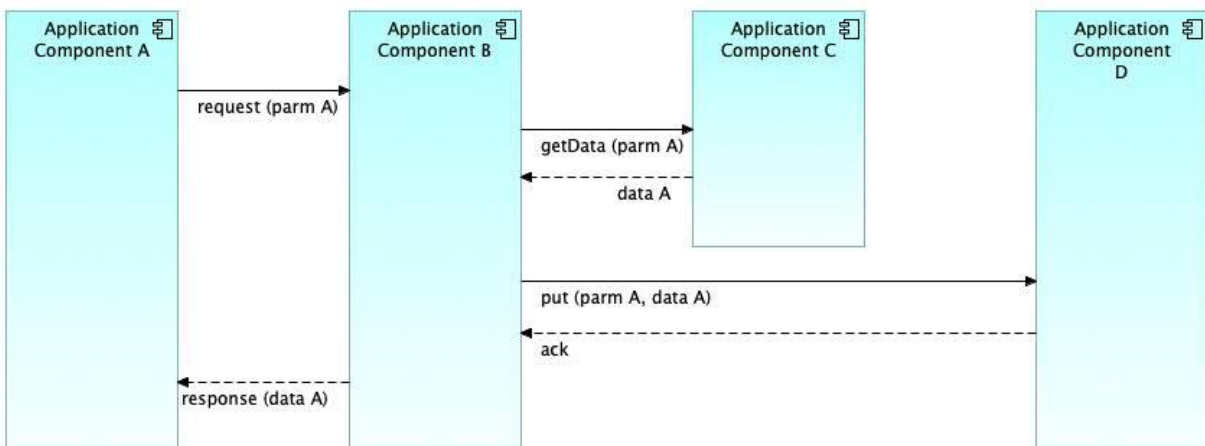 Application
Component A
Application
Component B
Application
Component C
Application
Component
D
request (parm A)
getData (parm A)
data A
put (parm A, data A)
ack
response (data A)